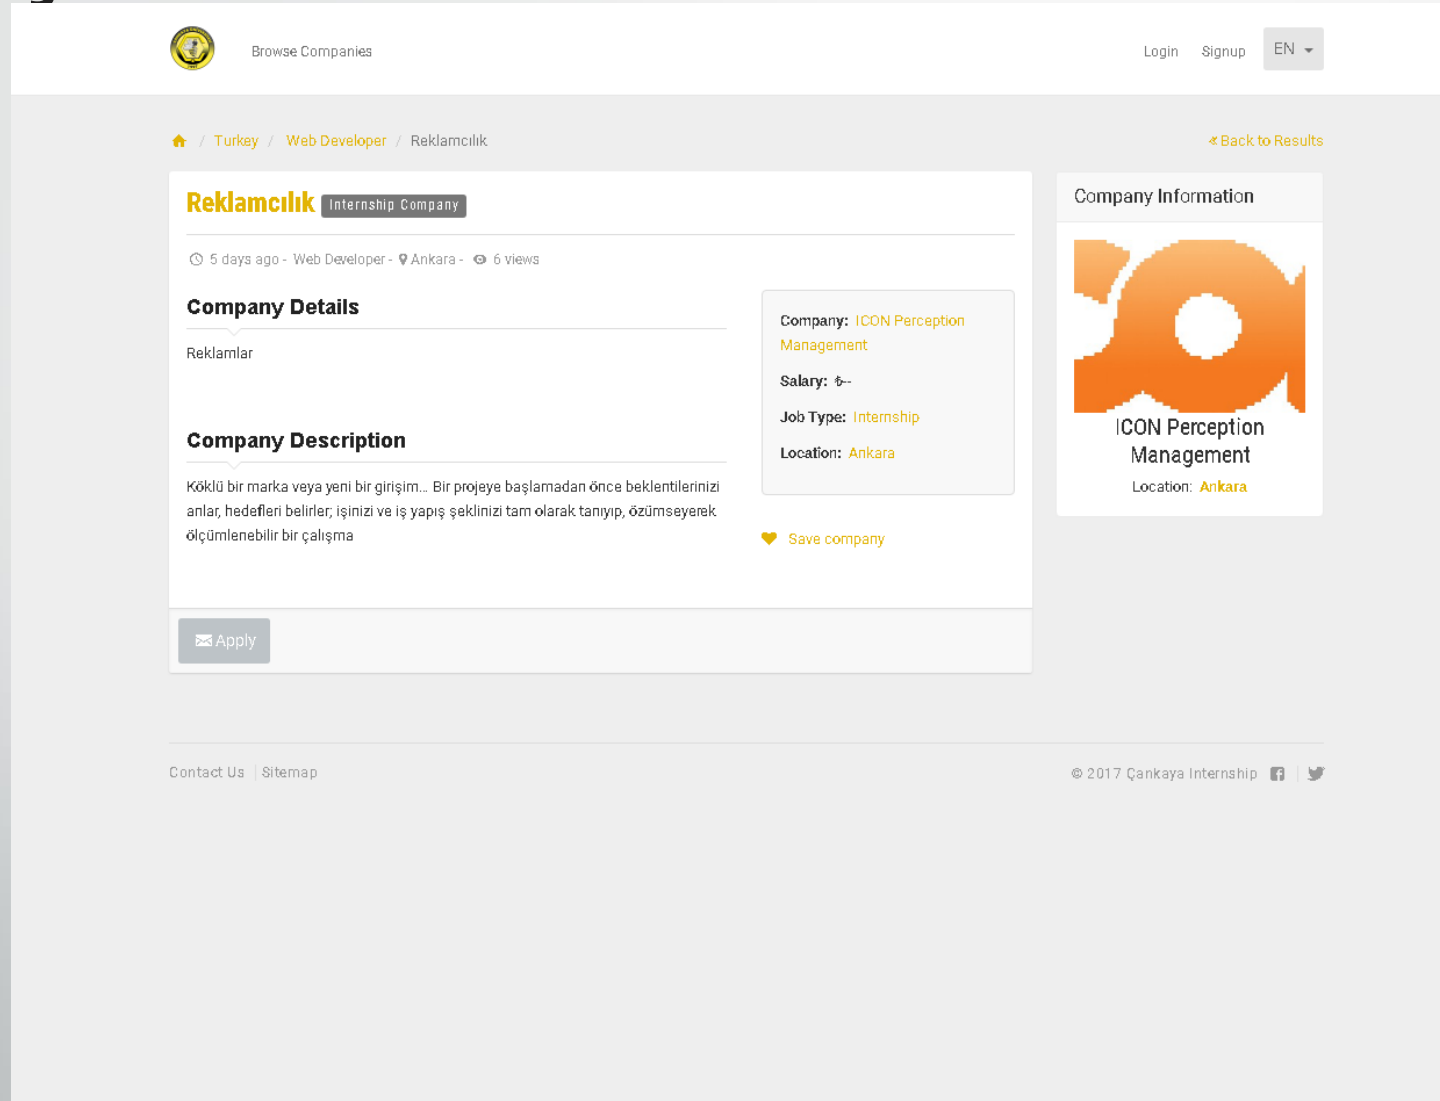 Browse Companies
Login Signup EN
/ Turkey / Web Developer / Reklamcılık
Back to Results
Reklamcılık Internship Company
5 days ago - Web Developer - Ankara - 6 views
Company Details
Reklamlar
Company Description
Köklü bir marka veya yeni bir girişim... Bir projeye başlamadan önce beklentilerinizi
anlar, hedefleri belirler; işinizi ve iş yapış şeklinizi tam olarak tanıyıp, özümseyerek
ölçümlenebilir bir çalışma
Company: ICON Perception
Management
Salary: ₺--
Job Type: Internship
Location: Ankara
Save company
Apply
Company Information
ICON Perception
Management
Location: Ankara
Contact Us | Sitemap
© 2017 Çankaya Internship